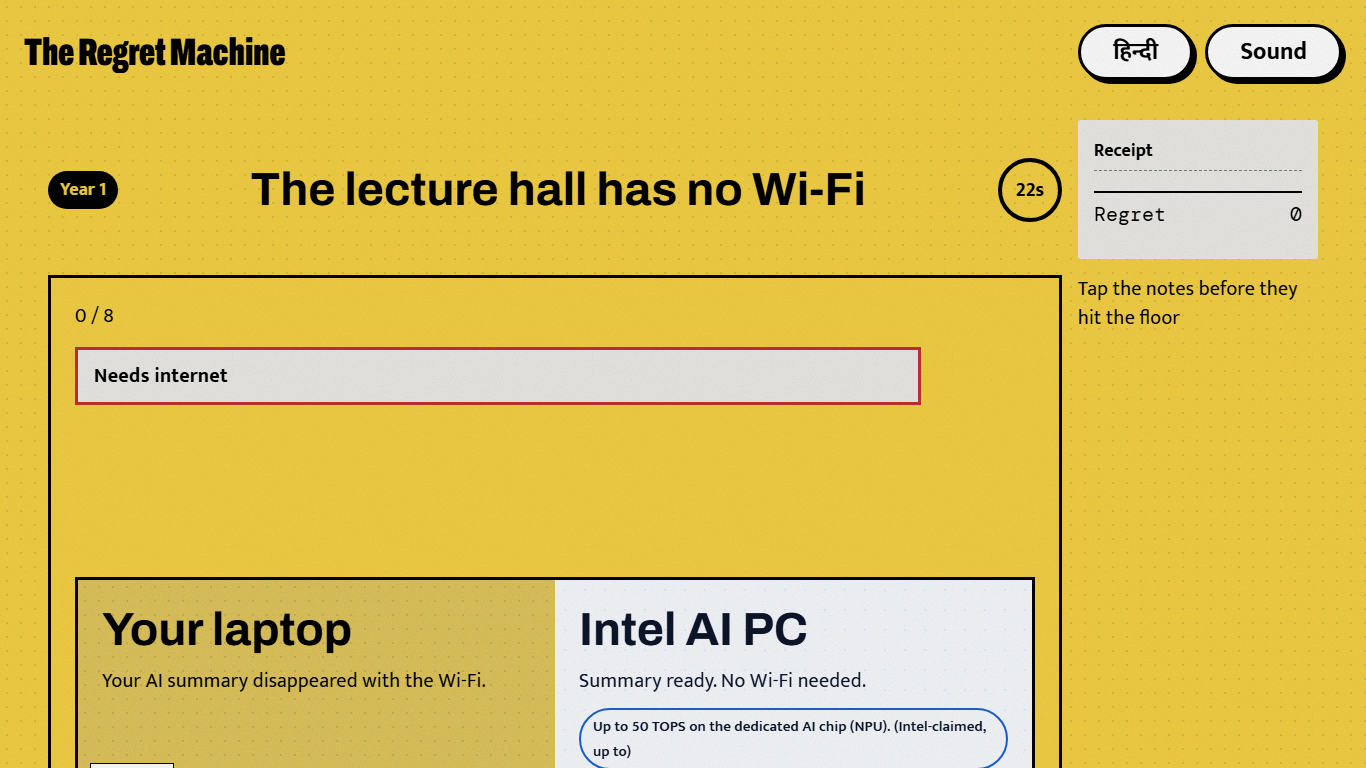 The Regret Machine
हिन्दी
Sound
Year 1
The lecture hall has no Wi-Fi
22s
Receipt
Regret 0
Tap the notes before they
hit the floor
0 / 8
Needs internet
Your laptop
Your AI summary disappeared with the Wi-Fi.
Intel AI PC
Summary ready. No Wi-Fi needed.
Up to 50 TOPS on the dedicated AI chip (NPU). (Intel-claimed,
up to)